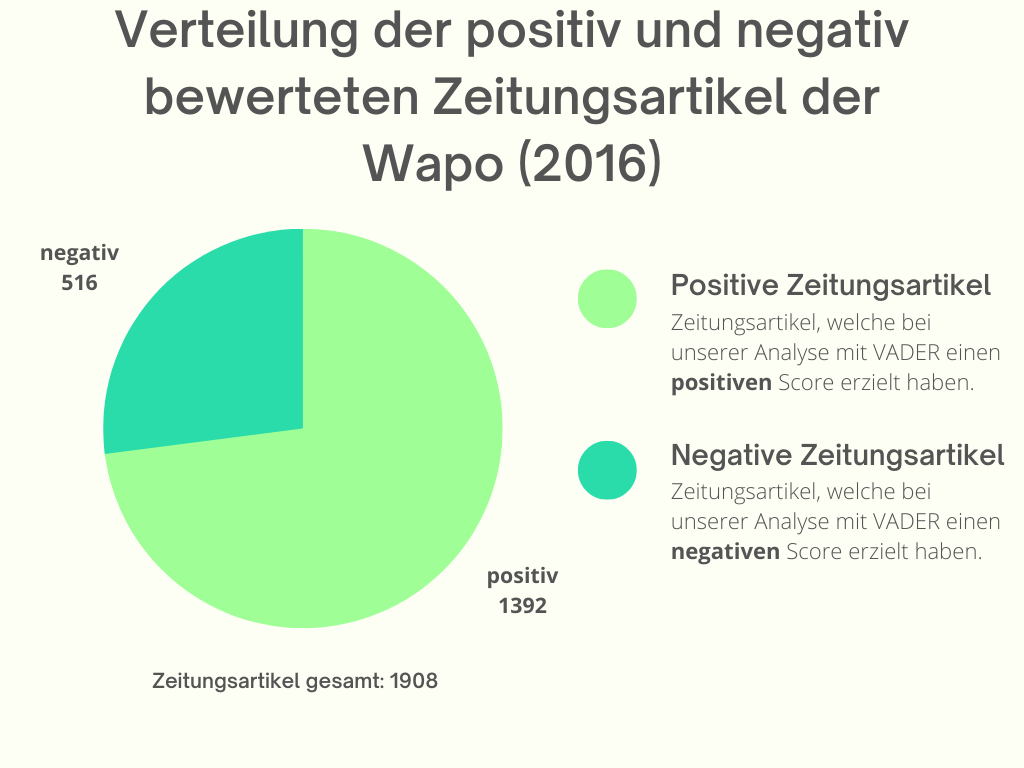 Verteilung der positiv und negativ
bewerteten Zeitungsartikel der
Wapo (2016)
negativ
516
positiv
1392
Zeitungsartikel gesamt: 1908
Positive Zeitungsartikel
Zeitungsartikel, welche bei
unserer Analyse mit VADER einen
positiven Score erzielt haben.
Negative Zeitungsartikel
Zeitungsartikel, welche bei
unserer Analyse mit VADER einen
negativen Score erzielt haben.